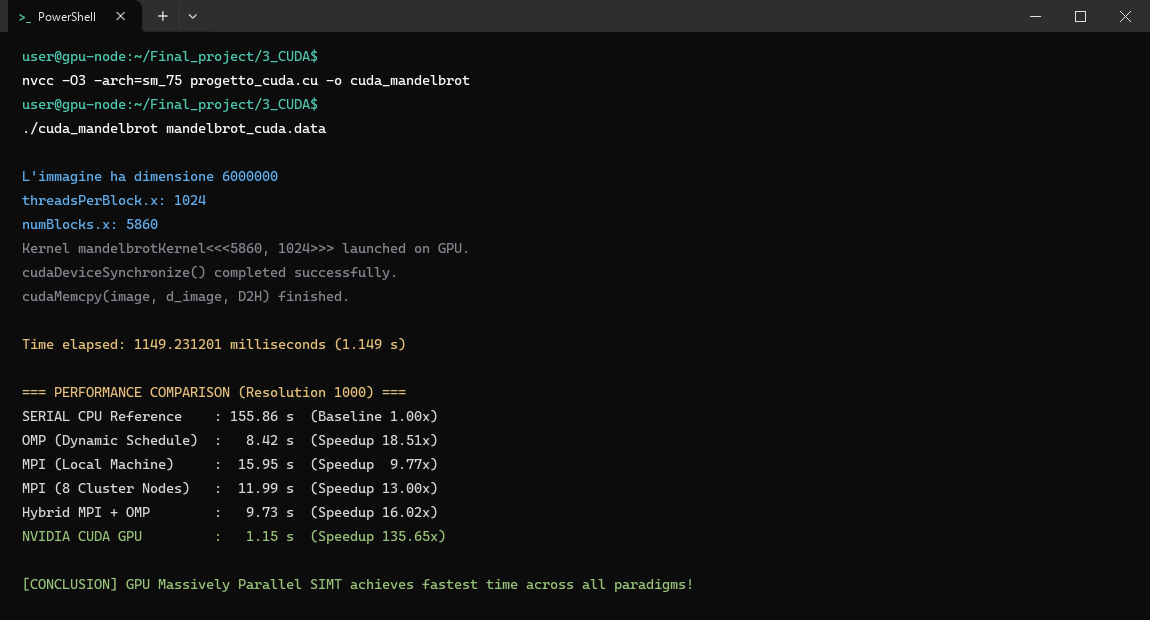 >_ PowerShell
user@gpu-node:~/Final_project/3_CUDA$
nvcc -O3 -arch=sm_75 progetto_cuda.cu -o cuda_mandelbrot
user@gpu-node:~/Final_project/3_CUDA$
./cuda_mandelbrot mandelbrot_cuda.data
L'immagine ha dimensione 6000000
threadsPerBlock.x: 1024
numBlocks.x: 5860
Kernel mandelbrotKernel<<<5860, 1024>>> launched on GPU.
cudaDeviceSynchronize() completed successfully.
cudaMemcpy(image, d_image, D2H) finished.
Time elapsed: 1149.231201 milliseconds (1.149 s)
=== PERFORMANCE COMPARISON (Resolution 1000) ===
SERIAL CPU Reference    : 155.86 s  (Baseline 1.00x)
OMP (Dynamic Schedule)  :   8.42 s  (Speedup 18.51x)
MPI (Local Machine)     :  15.95 s  (Speedup  9.77x)
MPI (8 Cluster Nodes)   :  11.99 s  (Speedup 13.00x)
Hybrid MPI + OMP        :   9.73 s  (Speedup 16.02x)
NVIDIA CUDA GPU         :   1.15 s  (Speedup 135.65x)
[CONCLUSION] GPU Massively Parallel SIMT achieves fastest time across all paradigms!